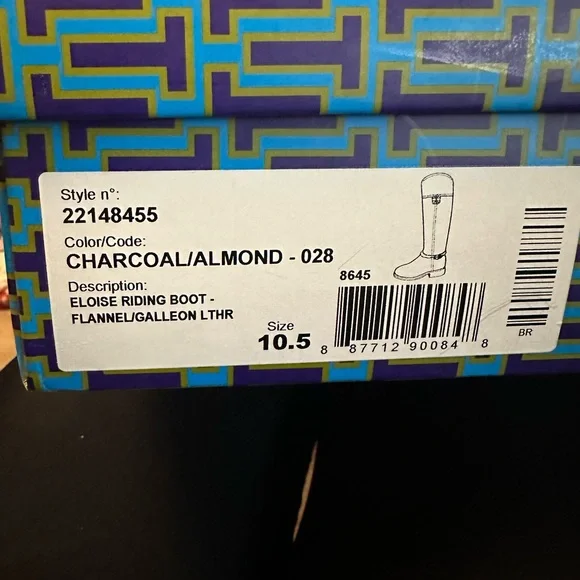 Style n°:
22148455
Color/Code:
CHARCOAL/ALMOND - 028
Description:
ELOISE RIDING BOOT -
FLANNEL/GALLEON LTHR
Size
10.5
8645
8 87712 90084 8
BR